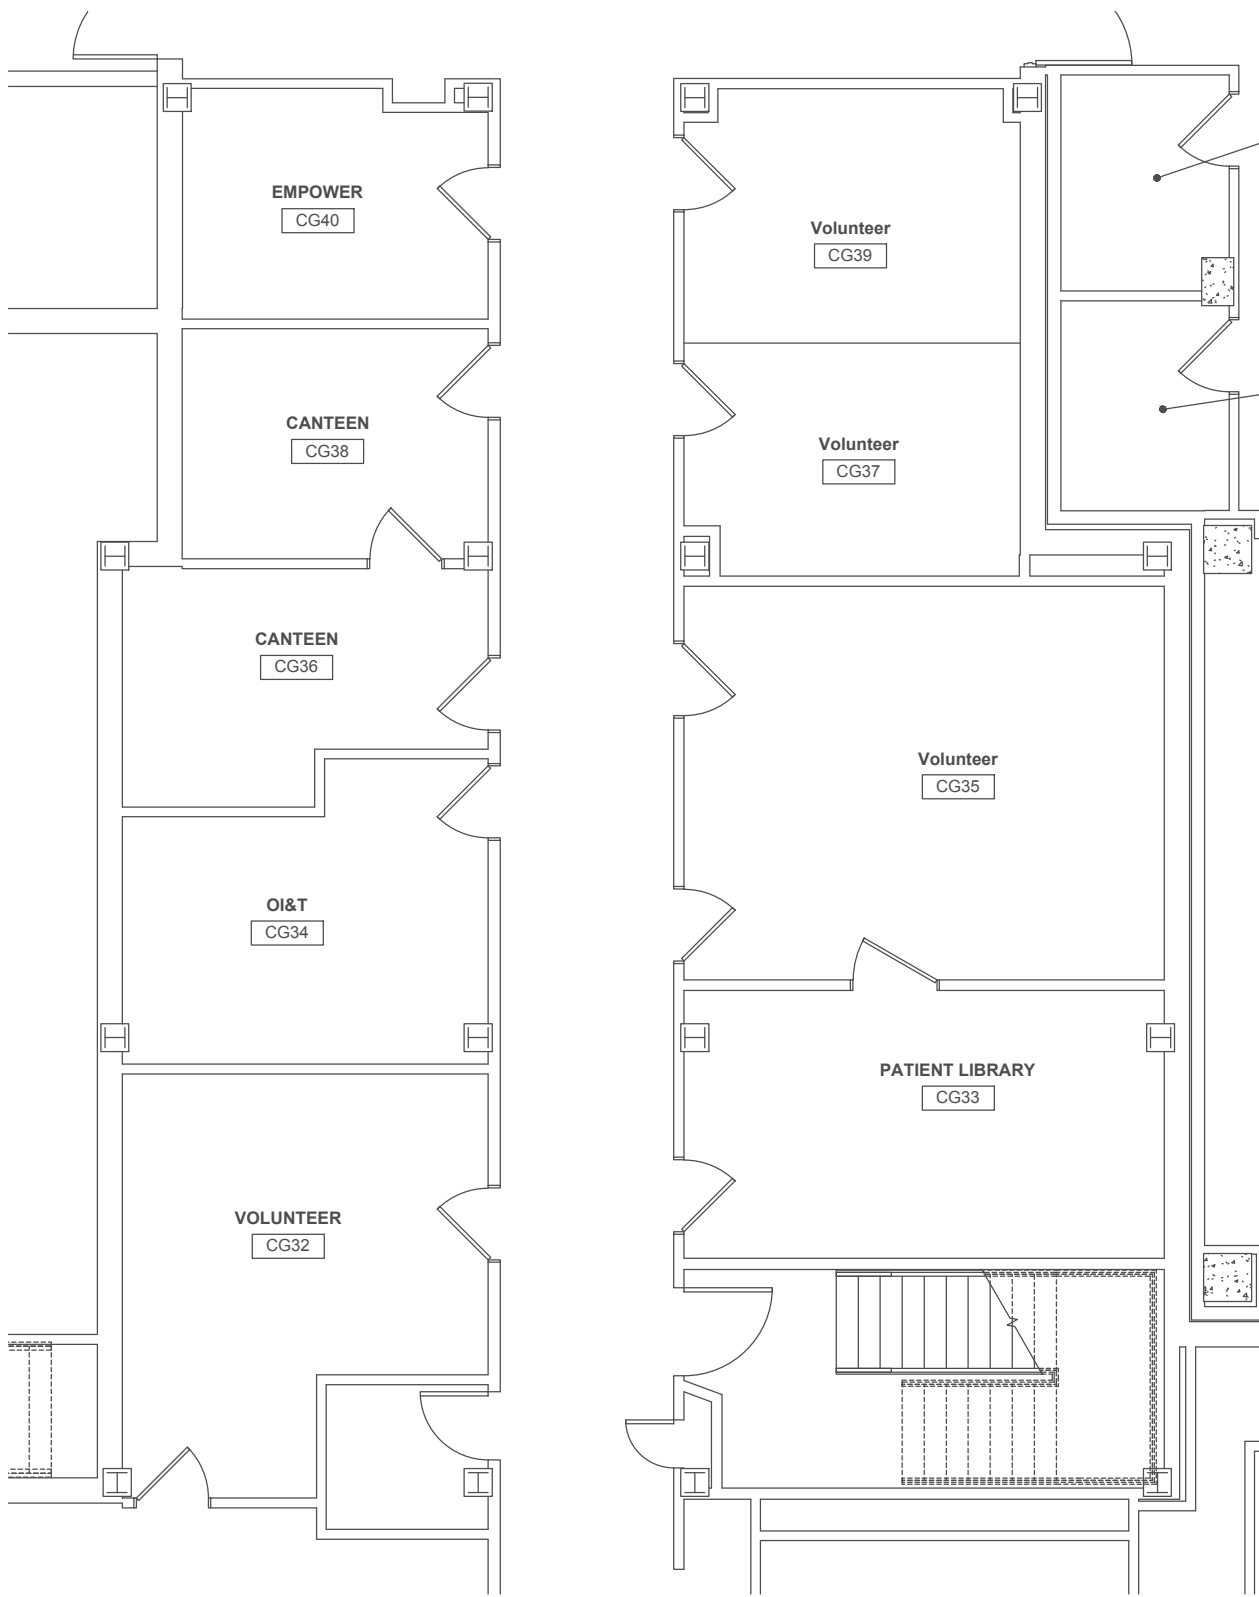 EMPOWER
CG40
Volunteer
CG39
CANTEEN
CG38
Volunteer
CG37
CANTEEN
CG36
Volunteer
CG35
OI&T
CG34
PATIENT LIBRARY
CG33
VOLUNTEER
CG32